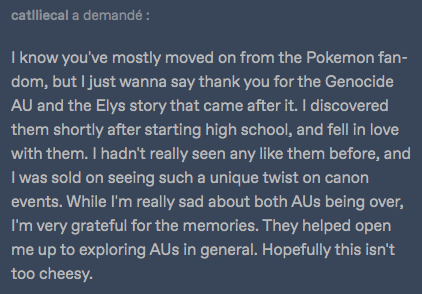 catlliecal a demandé :
I know you've mostly moved on from the Pokemon fan-
dom, but I just wanna say thank you for the Genocide
AU and the Elys story that came after it. I discovered
them shortly after starting high school, and fell in love
with them. I hadn't really seen any like them before, and
I was sold on seeing such a unique twist on canon
events. While I'm really sad about both AUs being over,
I'm very grateful for the memories. They helped open
me up to exploring AUs in general. Hopefully this isn't
too cheesy.